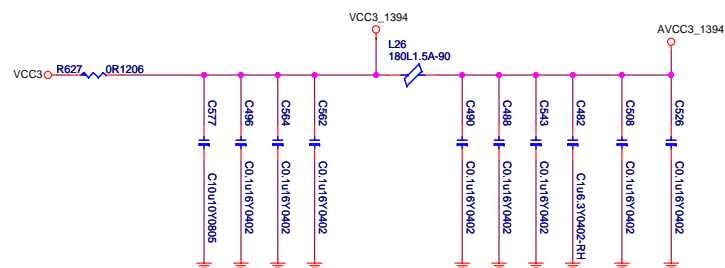 VCC3_1394
AVCC3_1394
L26
180L1.5A-90
VCC3
R627
0R1206
C577
C496
C564
C562
C490
C488
C543
C482
C508
C526
C10u10Y0805
C0.1u16Y0402
C0.1u16Y0402
C0.1u16Y0402
C0.1u16Y0402
C0.1u16Y0402
C0.1u16Y0402
C1u6.3Y0402-RH
C0.1u16Y0402
C0.1u16Y0402